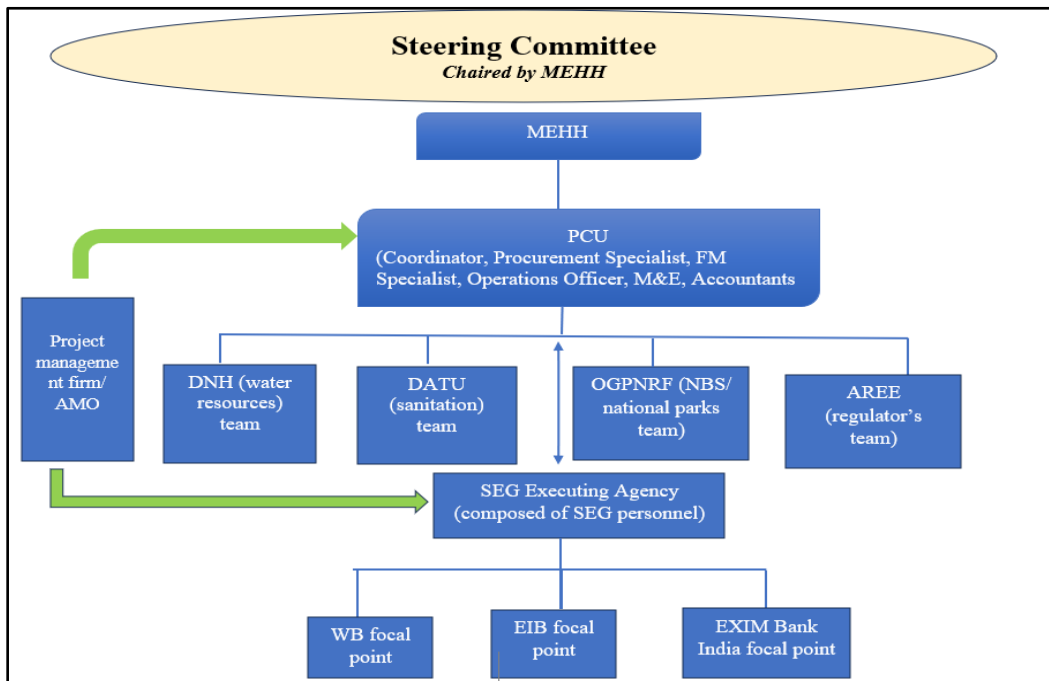 Steering Committee
Chaired by MEHH
MEHH
PCU
(Coordinator, Procurement Specialist, FM
Specialist, Operations Officer, M&E, Accountants
Project
manageme
nt firm/
AMO
DNH (water
resources)
team
DATU
(sanitation)
team
OGPNRF (NBS/
national parks
team)
AREE
(regulator's
team)
SEG Executing Agency
(composed of SEG personnel)
WB focal
point
EIB focal
point
EXIM Bank
India focal point